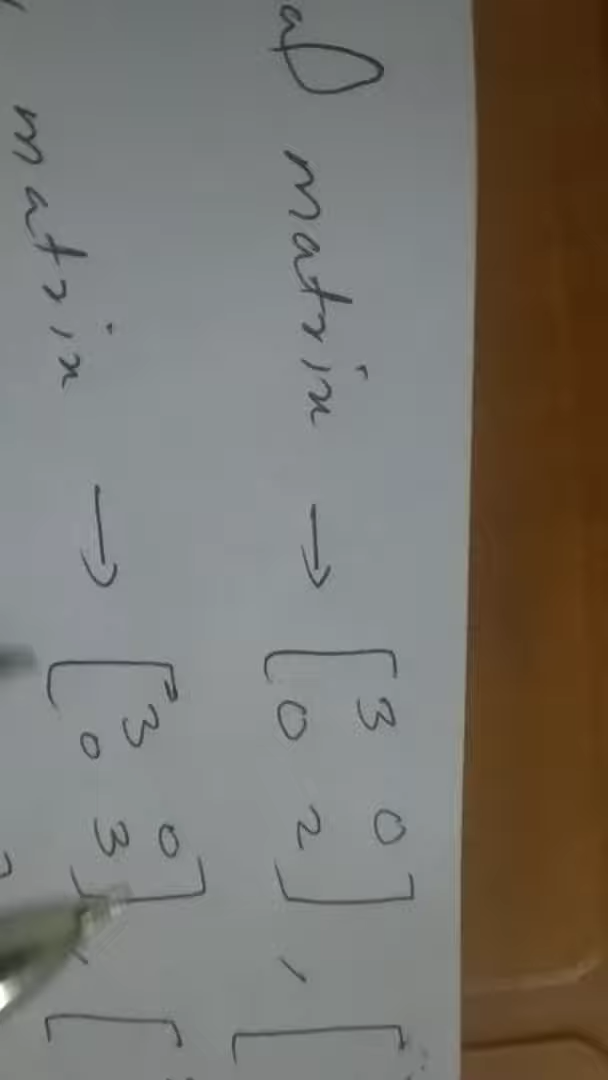 al matrix → [3 0
0 2] , [
matrix → [3 0
0 3] , [